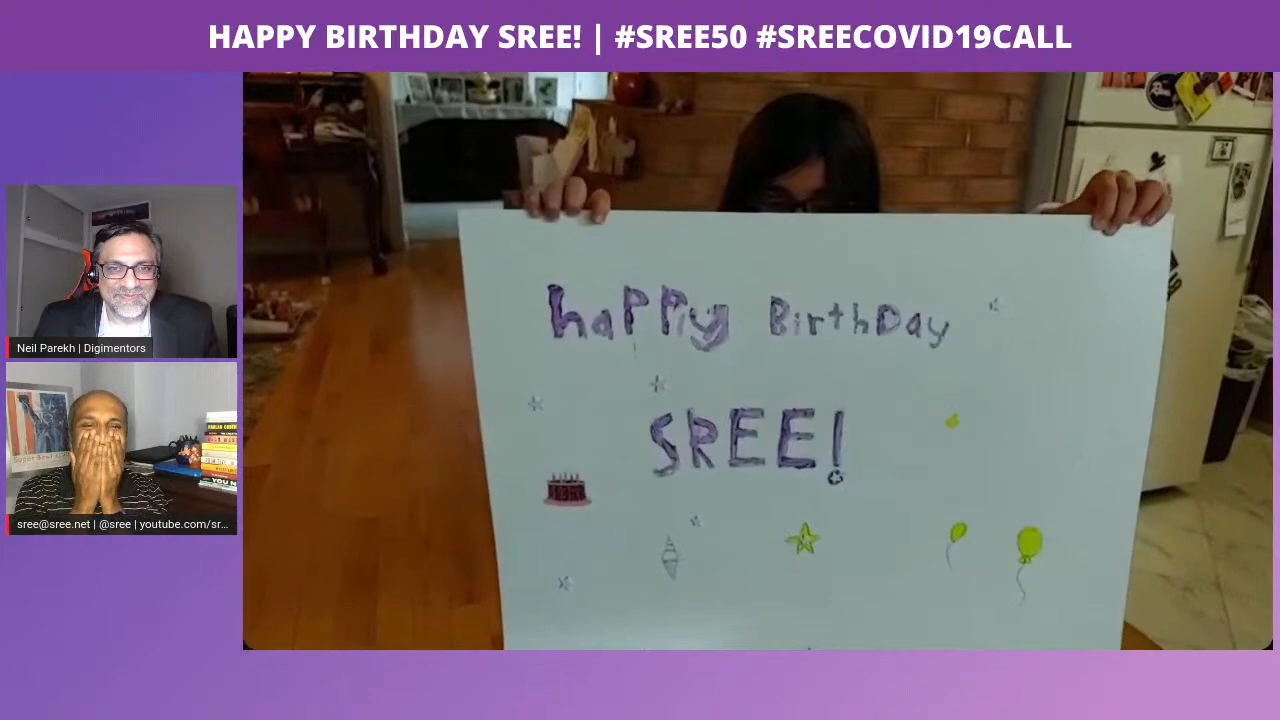 HAPPY BIRTHDAY SREE! | #SREE50 #SREECOVID19CALL
Neil Parekh | Digimentors
sree@sree.net | @sree | youtube.com/sr...
haPPy BirthDay
SREE!